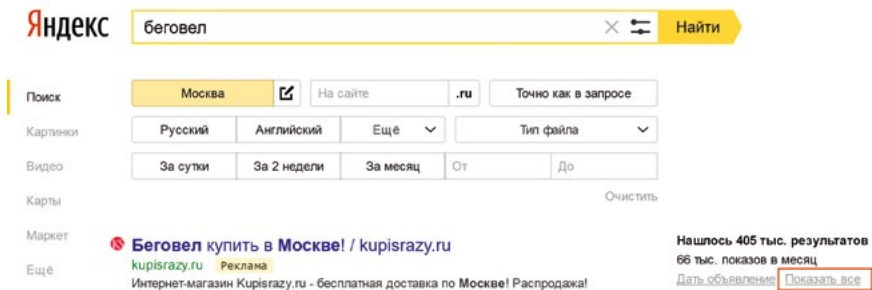 Яндекс
беговел
Найти
Поиск
Картинки
Видео
Карты
Маркет
Ещё
Москва
На сайте
.ru
Точно как в запросе
Русский
Английский
Ещё
Тип файла
За сутки
За 2 недели
За месяц
От
До
Очистить
Беговел купить в Москве! / kupisrazy.ru
kupisrazy.ru Реклама
Интернет-магазин Kupisrazy.ru - бесплатная доставка по Москве! Распродажа!
Нашлось 405 тыс. результатов
66 тыс. показов в месяц
Дать объявление Показать все